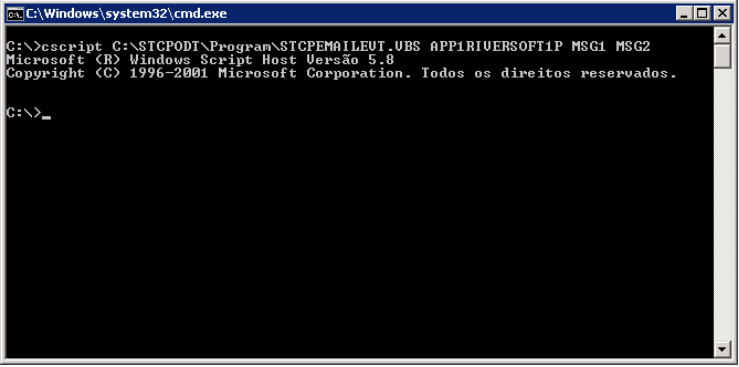 C:\Windows\system32\cmd.exe
C:\>cscript C:\STCPODT\Program\STCPEMAILEVT.VBS APP1RIVERSOFT1P MSG1 MSG2
Microsoft (R) Windows Script Host Versão 5.8
Copyright (C) 1996-2001 Microsoft Corporation. Todos os direitos reservados.
C:\>_